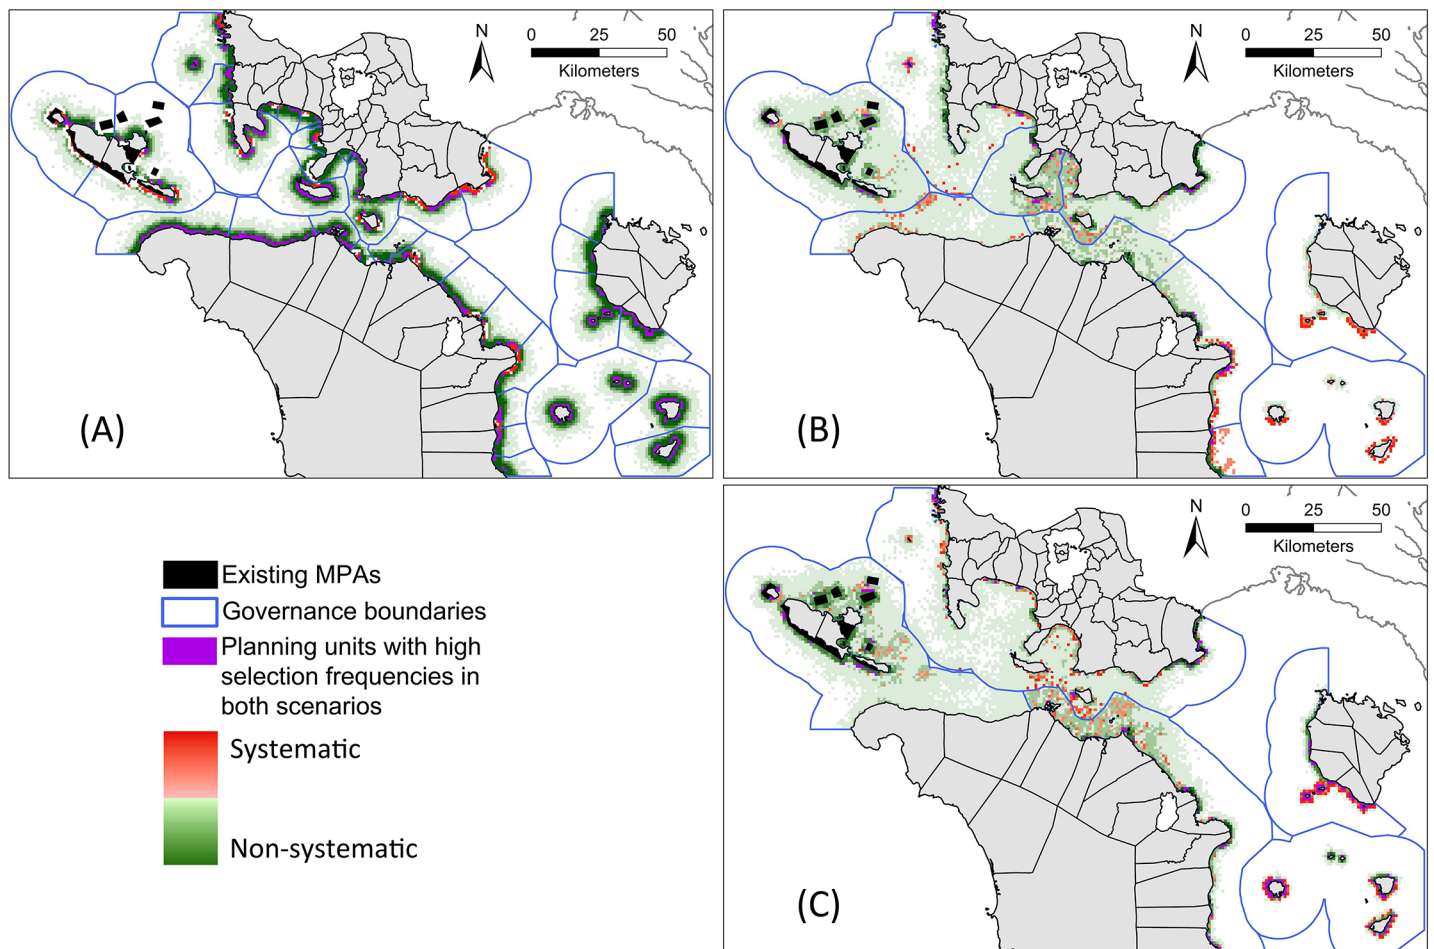 N
0 25 50
Kilometers
(A)
N
0 25 50
Kilometers
(B)
Existing MPAs
Governance boundaries
Planning units with high
selection frequencies in
both scenarios
Systematic
Non-systematic
N
0 25 50
Kilometers
(C)